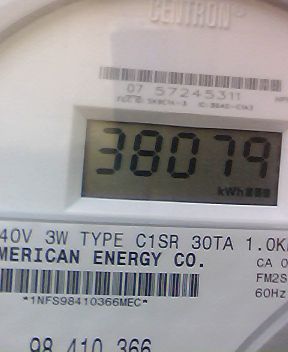 CENTRON®
07 57245311
38079
kWh
40V 3W TYPE C1SR 30TA 1.0K
MERICAN ENERGY CO.
CA 0
FM2S
60Hz
*1NFS98410366MEC*
98 410 366